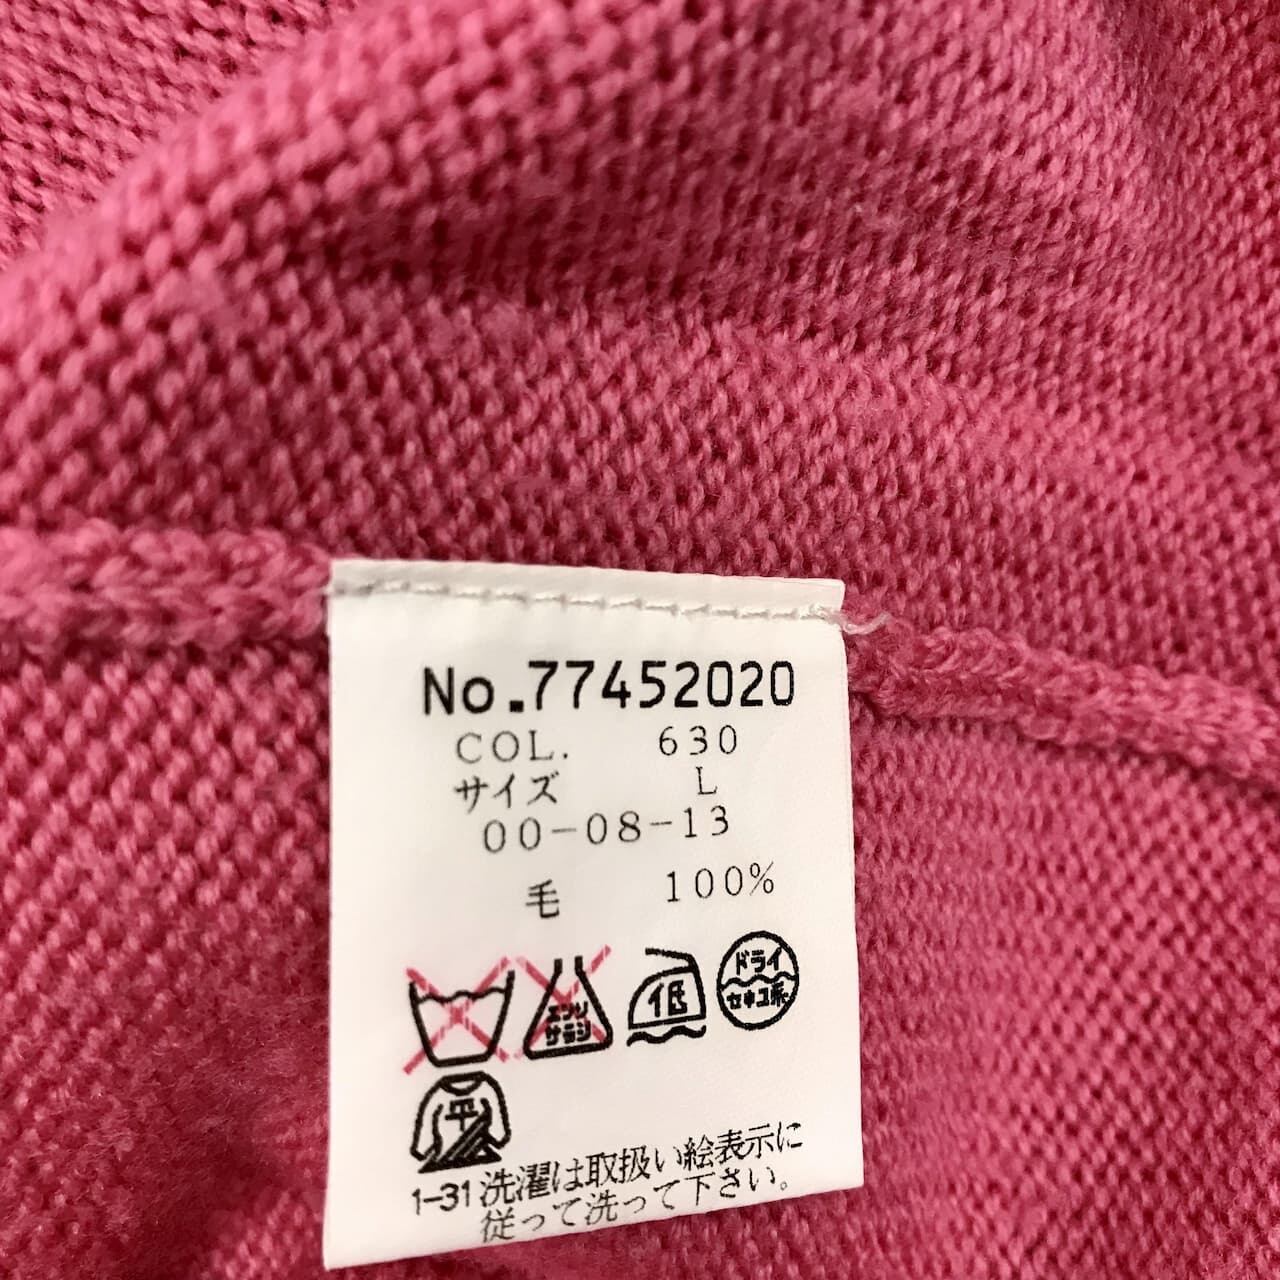 No.77452020
COL. 630
サイズ L
00-08-13
毛 100%
エンソ
サラシ
低
ドライ
セキユ系
平
1-31 洗濯は取扱い絵表示に
従って洗って下さい。